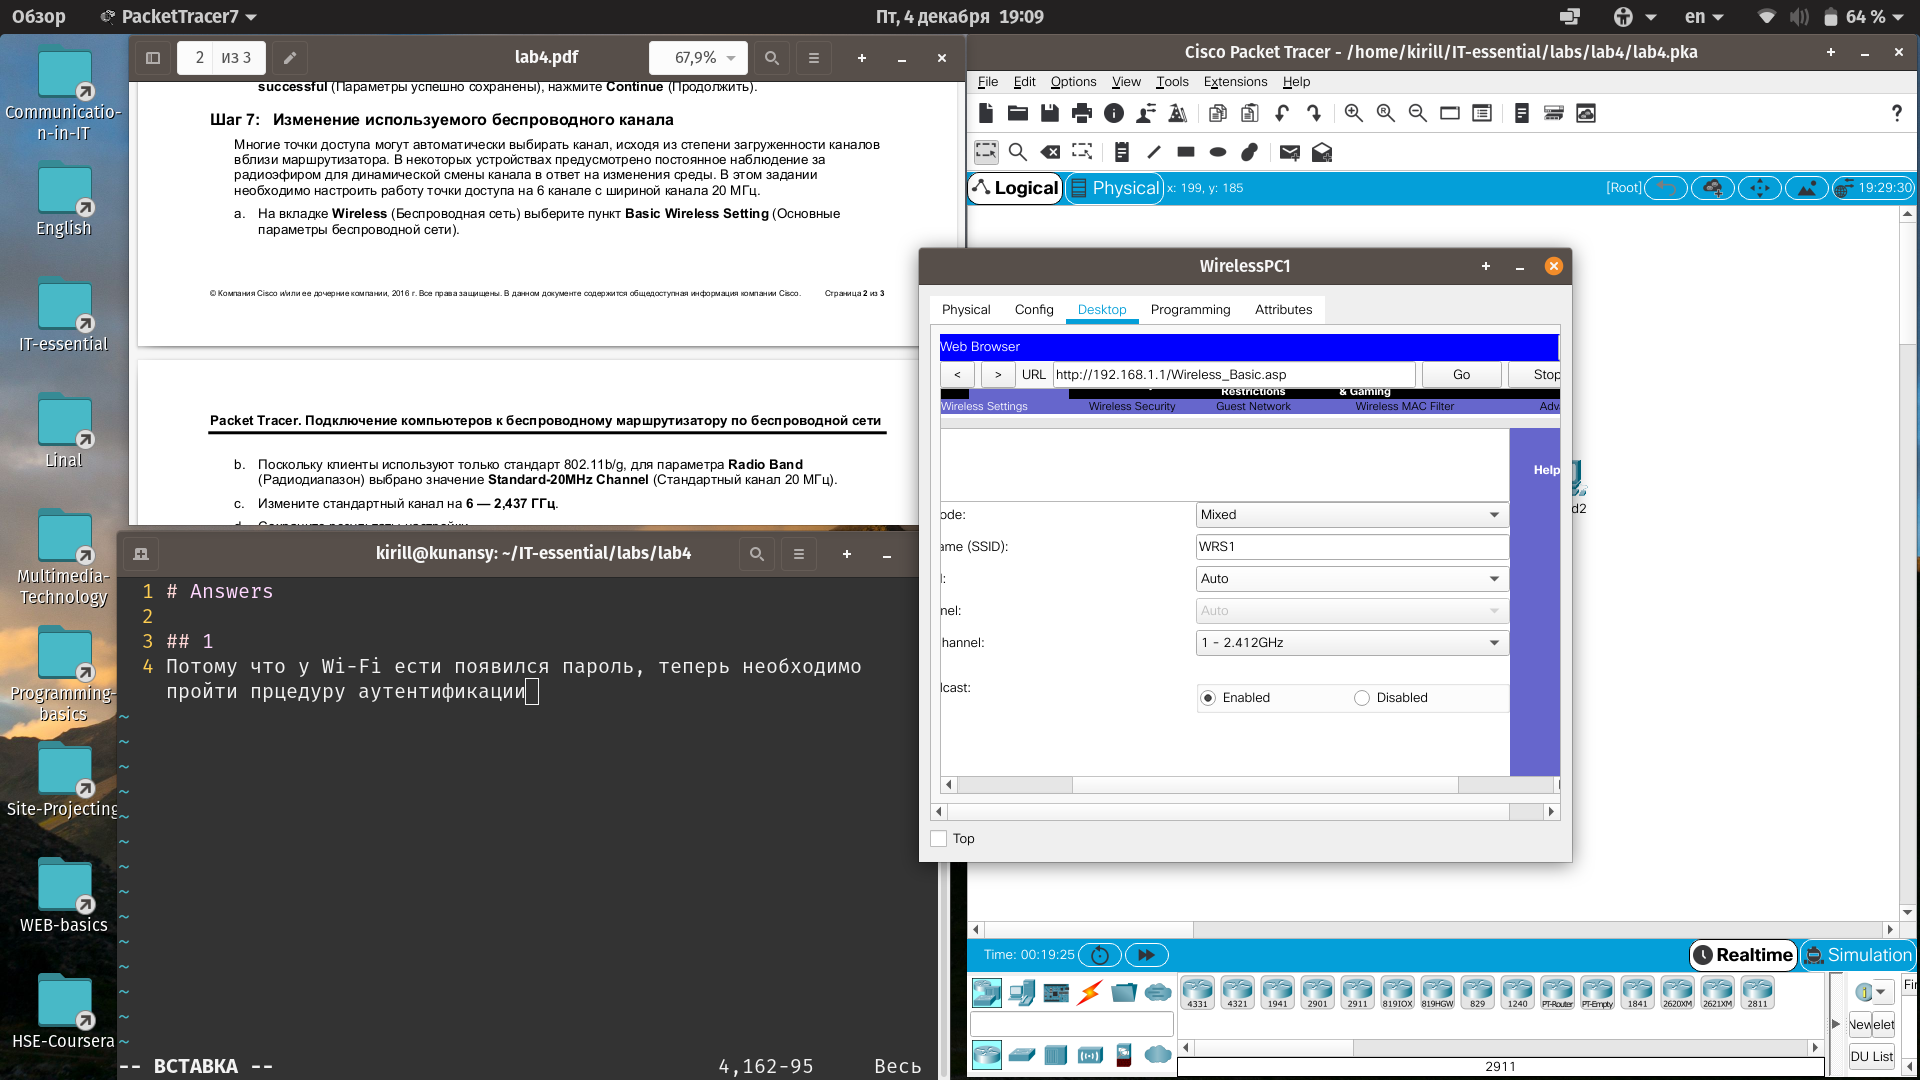 Обзор
PacketTracer7
Пт, 4 декабря 19:09
en
64 %
Communicatio-
n-in-IT
English
IT-essential
Linal
Multimedia-
Technology
Programming-
basics
Site-Projecting
WEB-basics
HSE-Coursera
2 из 3
lab4.pdf
67,9%
successful (Параметры успешно сохранены), нажмите Continue (Продолжить).
Шаг 7: Изменение используемого беспроводного канала
Многие точки доступа могут автоматически выбирать канал, исходя из степени загруженности каналов
вблизи маршрутизатора. В некоторых устройствах предусмотрено постоянное наблюдение за
радиоэфиром для динамической смены канала в ответ на изменения среды. В этом задании
необходимо настроить работу точки доступа на 6 канале с шириной канала 20 МГц.
a. На вкладке Wireless (Беспроводная сеть) выберите пункт Basic Wireless Setting (Основные
параметры беспроводной сети).
© Компания Cisco и/или ее дочерние компании, 2016 г. Все права защищены. В данном документе содержится общедоступная информация компании Cisco. Страница 2 из 3
Packet Tracer. Подключение компьютеров к беспроводному маршрутизатору по беспроводной сети
b. Поскольку клиенты используют только стандарт 802.11b/g, для параметра Radio Band
(Радиодиапазон) выбрано значение Standard-20MHz Channel (Стандартный канал 20 МГц).
c. Измените стандартный канал на 6 — 2,437 ГГц.
kirill@kunansy: ~/IT-essential/labs/lab4
1 # Answers
2
3 ## 1
4 Потому что у Wi-Fi ести появился пароль, теперь необходимо
пройти прцедуру аутентификации
~
~
~
~
~
~
~
~
~
~
~
~
~
~
-- ВСТАВКА --
4,162-95
Весь
Cisco Packet Tracer - /home/kirill/IT-essential/labs/lab4/lab4.pka
File Edit Options View Tools Extensions Help
?
Logical
Physical
x: 199, y: 185
[Root]
19:29:30
WirelessPC1
Physical Config Desktop Programming Attributes
Web Browser
< > URL http://192.168.1.1/Wireless_Basic.asp Go Stop
Restrictions & Gaming
Wireless Settings Wireless Security Guest Network Wireless MAC Filter Adv
Help
ode: Mixed
ame (SSID): WRS1
l: Auto
nel: Auto
hannel: 1 - 2.412GHz
dcast: Enabled Disabled
Top
d2
Time: 00:19:25
Realtime
Simulation
4331 4321 1941 2901 2911 819IOX 819HGW 829 1240 PT-Router PT-Empty 1841 2620XM 2621XM 2811
2911
Fir
New elet
DU List